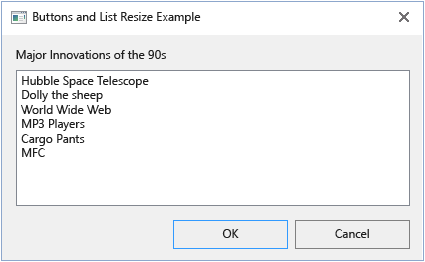 Buttons and List Resize Example
Major Innovations of the 90s
Hubble Space Telescope
Dolly the sheep
World Wide Web
MP3 Players
Cargo Pants
MFC
OK
Cancel